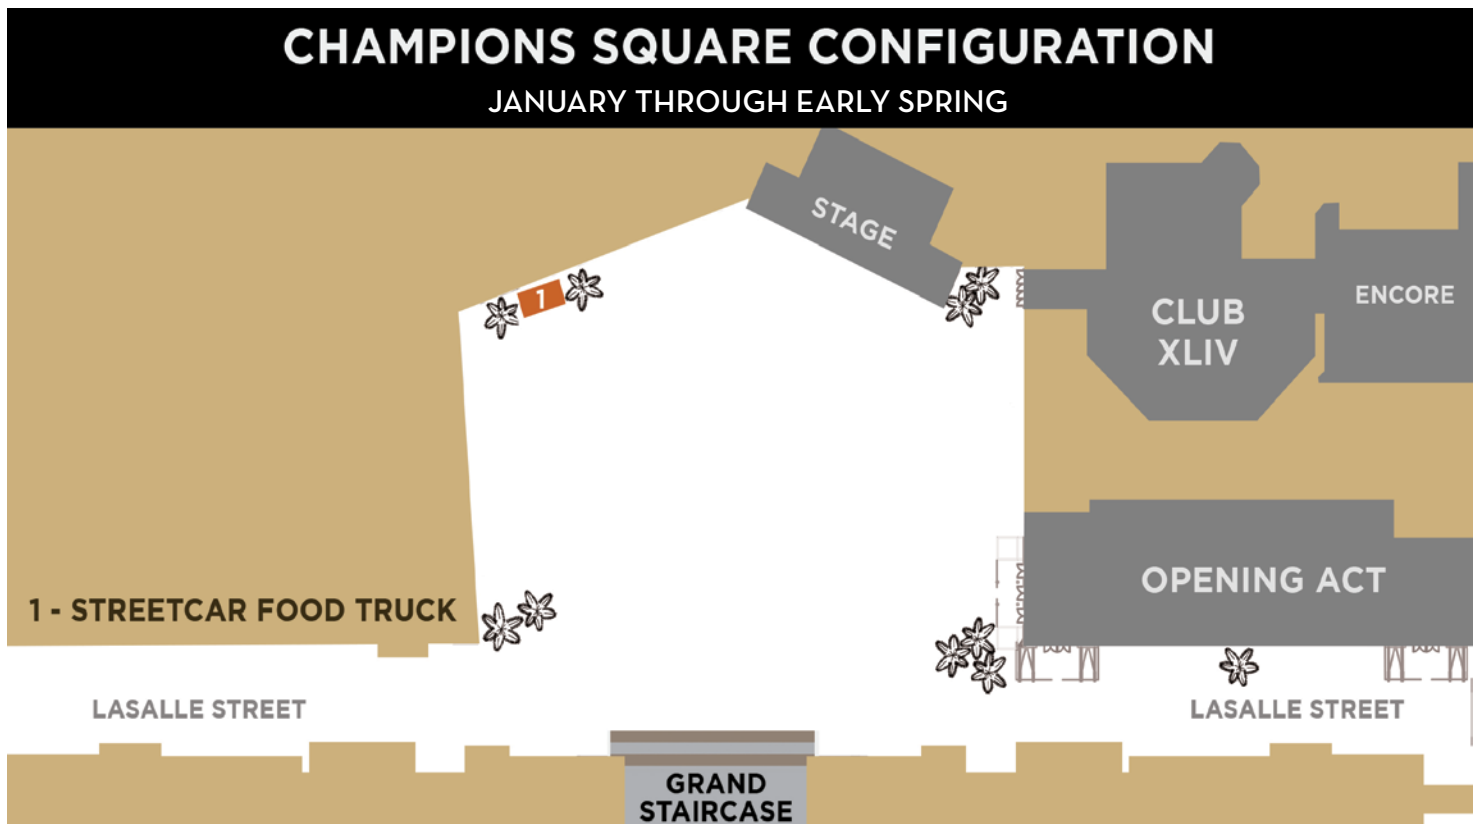 CHAMPIONS SQUARE CONFIGURATION
JANUARY THROUGH EARLY SPRING
STAGE
1
CLUB
XLIV
ENCORE
OPENING ACT
1 - STREETCAR FOOD TRUCK
LASALLE STREET
LASALLE STREET
GRAND
STAIRCASE